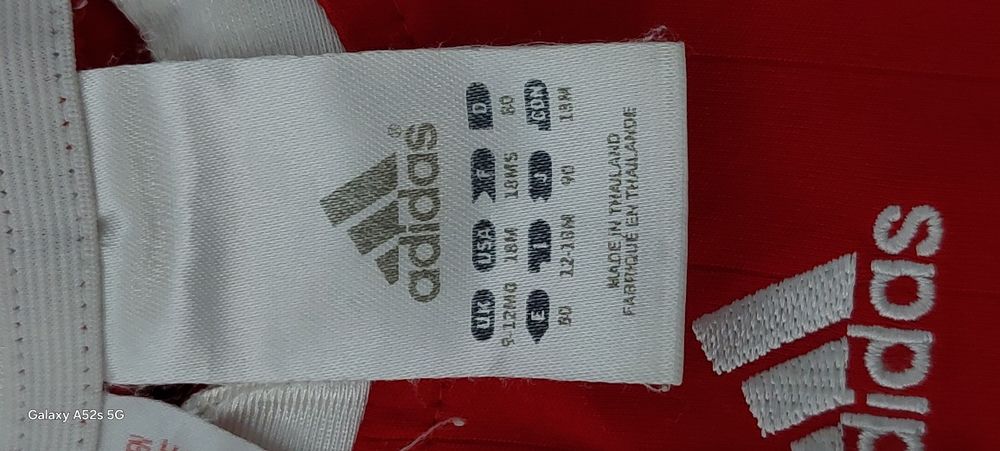 adidas®
UK USA F D
9-12MO 18M 18MS 80
E I J CDN
80 12-18M 90 18M
MADE IN THAILAND
FABRIQUÉ EN THAILANDE
adidas
Galaxy A52s 5G